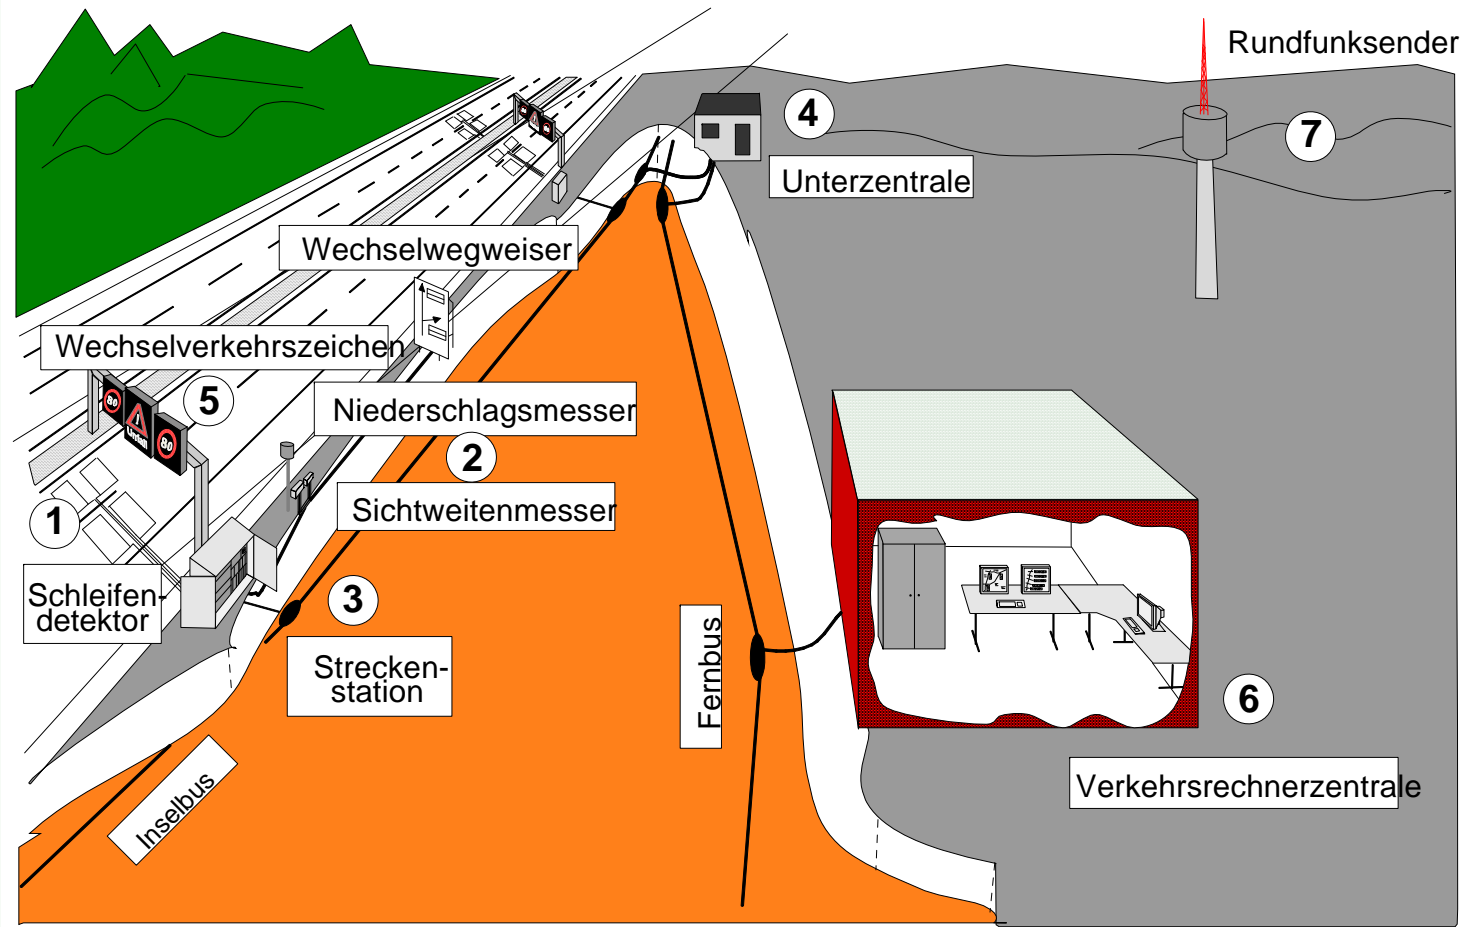 Rundfunksender
4
7
Unterzentrale
Wechselwegweiser
Wechselverkehrszeichen
5
80
Unfall
80
Niederschlagsmesser
2
Sichtweitenmesser
1
Schleifen-
detektor
3
Strecken-
station
Fernbus
6
Inselbus
Verkehrsrechnerzentrale